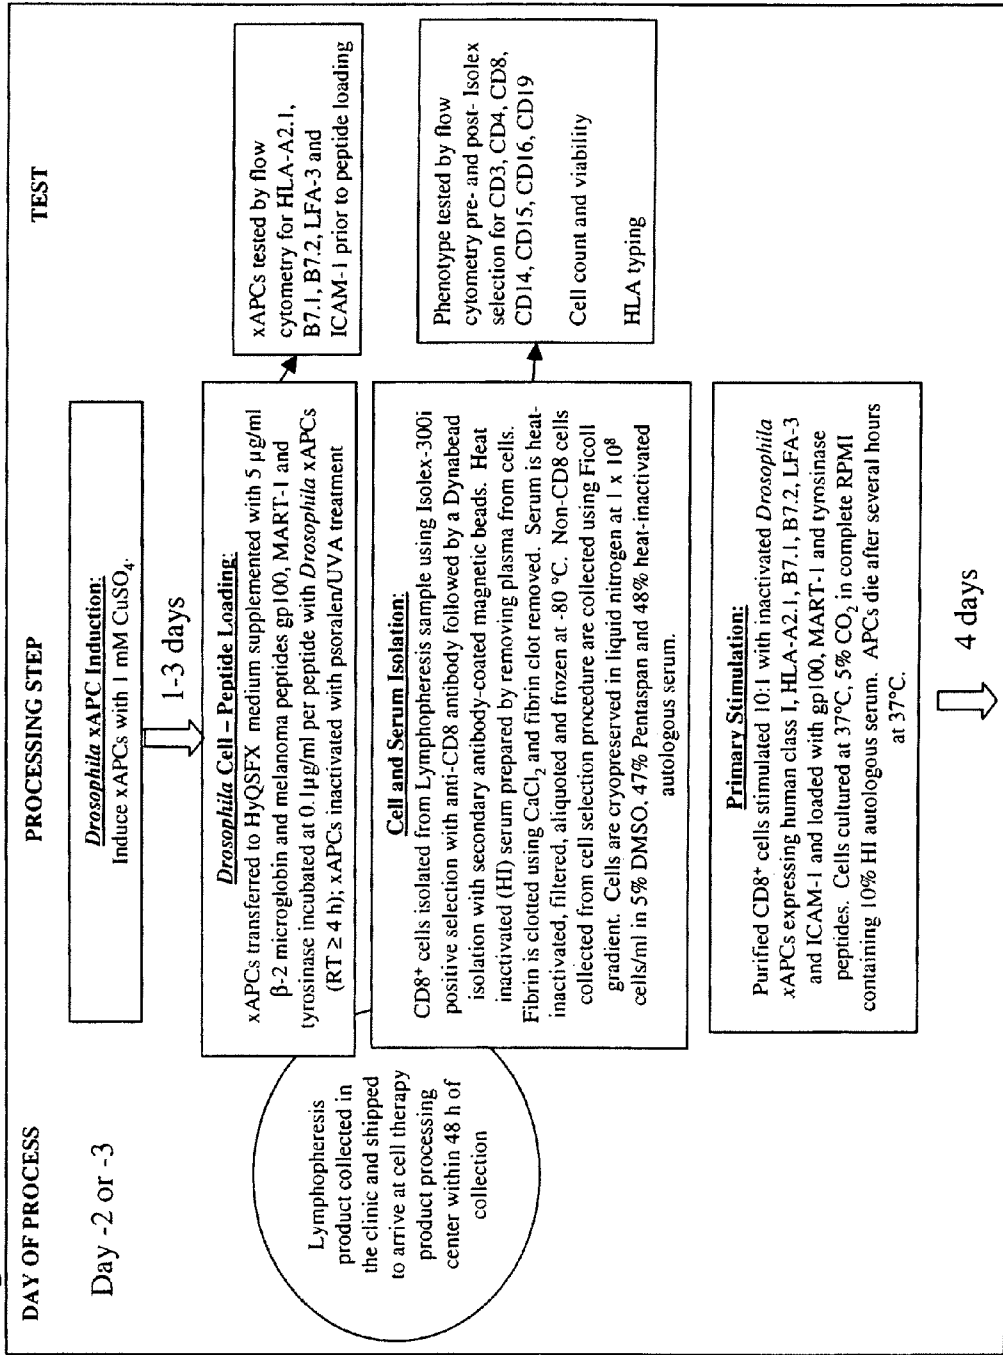 DAY OF PROCESS
PROCESSING STEP
TEST
Day -2 or -3
Drosophila xAPC Induction:
Induce xAPCs with 1 mM CuSO4.
1-3 days
Drosophila Cell – Peptide Loading:
xAPCs transferred to HyQSFX medium supplemented with 5 µg/ml
β-2 microglobin and melanoma peptides gp100, MART-1 and
tyrosinase incubated at 0.1µg/ml per peptide with Drosophila xAPCs
(RT ≥ 4 h); xAPCs inactivated with psoralen/UVA treatment
xAPCs tested by flow
cytometry for HLA-A2.1,
B7.1, B7.2, LFA-3 and
ICAM-1 prior to peptide loading
Lymphopheresis
product collected in
the clinic and shipped
to arrive at cell therapy
product processing
center within 48 h of
collection
Cell and Serum Isolation:
CD8+ cells isolated from Lymphopheresis sample using Isolex-300i
positive selection with anti-CD8 antibody followed by a Dynabead
isolation with secondary antibody-coated magnetic beads. Heat
inactivated (HI) serum prepared by removing plasma from cells.
Fibrin is clotted using CaCl2 and fibrin clot removed. Serum is heat-
inactivated, filtered, aliquoted and frozen at -80 °C. Non-CD8 cells
collected from cell selection procedure are collected using Ficoll
gradient. Cells are cryopreserved in liquid nitrogen at 1 x 10⁸
cells/ml in 5% DMSO, 47% Pentaspan and 48% heat-inactivated
autologous serum.
Phenotype tested by flow
cytometry pre- and post- Isolex
selection for CD3, CD4, CD8,
CD14, CD15, CD16, CD19
Cell count and viability
HLA typing
Primary Stimulation:
Purified CD8+ cells stimulated 10:1 with inactivated Drosophila
xAPCs expressing human class I, HLA-A2.1, B7.1, B7.2, LFA-3
and ICAM-1 and loaded with gp100, MART-1 and tyrosinase
peptides. Cells cultured at 37°C, 5% CO2 in complete RPMI
containing 10% HI autologous serum. APCs die after several hours
at 37°C.
4 days